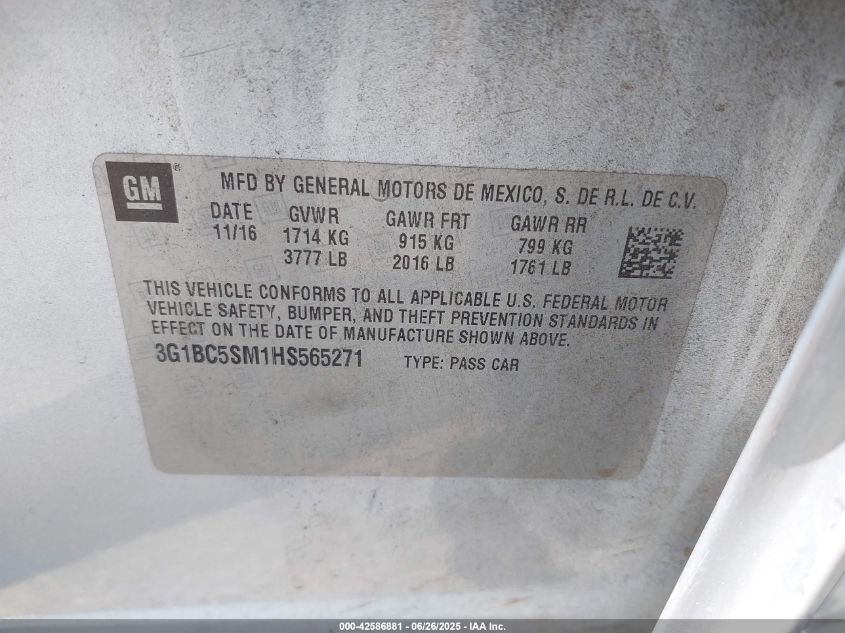 GM ® MFD BY GENERAL MOTORS DE MEXICO, S. DE R.L. DE C.V.
DATE GVWR GAWR FRT GAWR RR
11/16 1714 KG 915 KG 799 KG
3777 LB 2016 LB 1761 LB
THIS VEHICLE CONFORMS TO ALL APPLICABLE U.S. FEDERAL MOTOR
VEHICLE SAFETY, BUMPER, AND THEFT PREVENTION STANDARDS IN
EFFECT ON THE DATE OF MANUFACTURE SHOWN ABOVE.
3G1BC5SM1HS565271 TYPE: PASS CAR
000-42586881 - 06/26/2025 - IAA Inc.